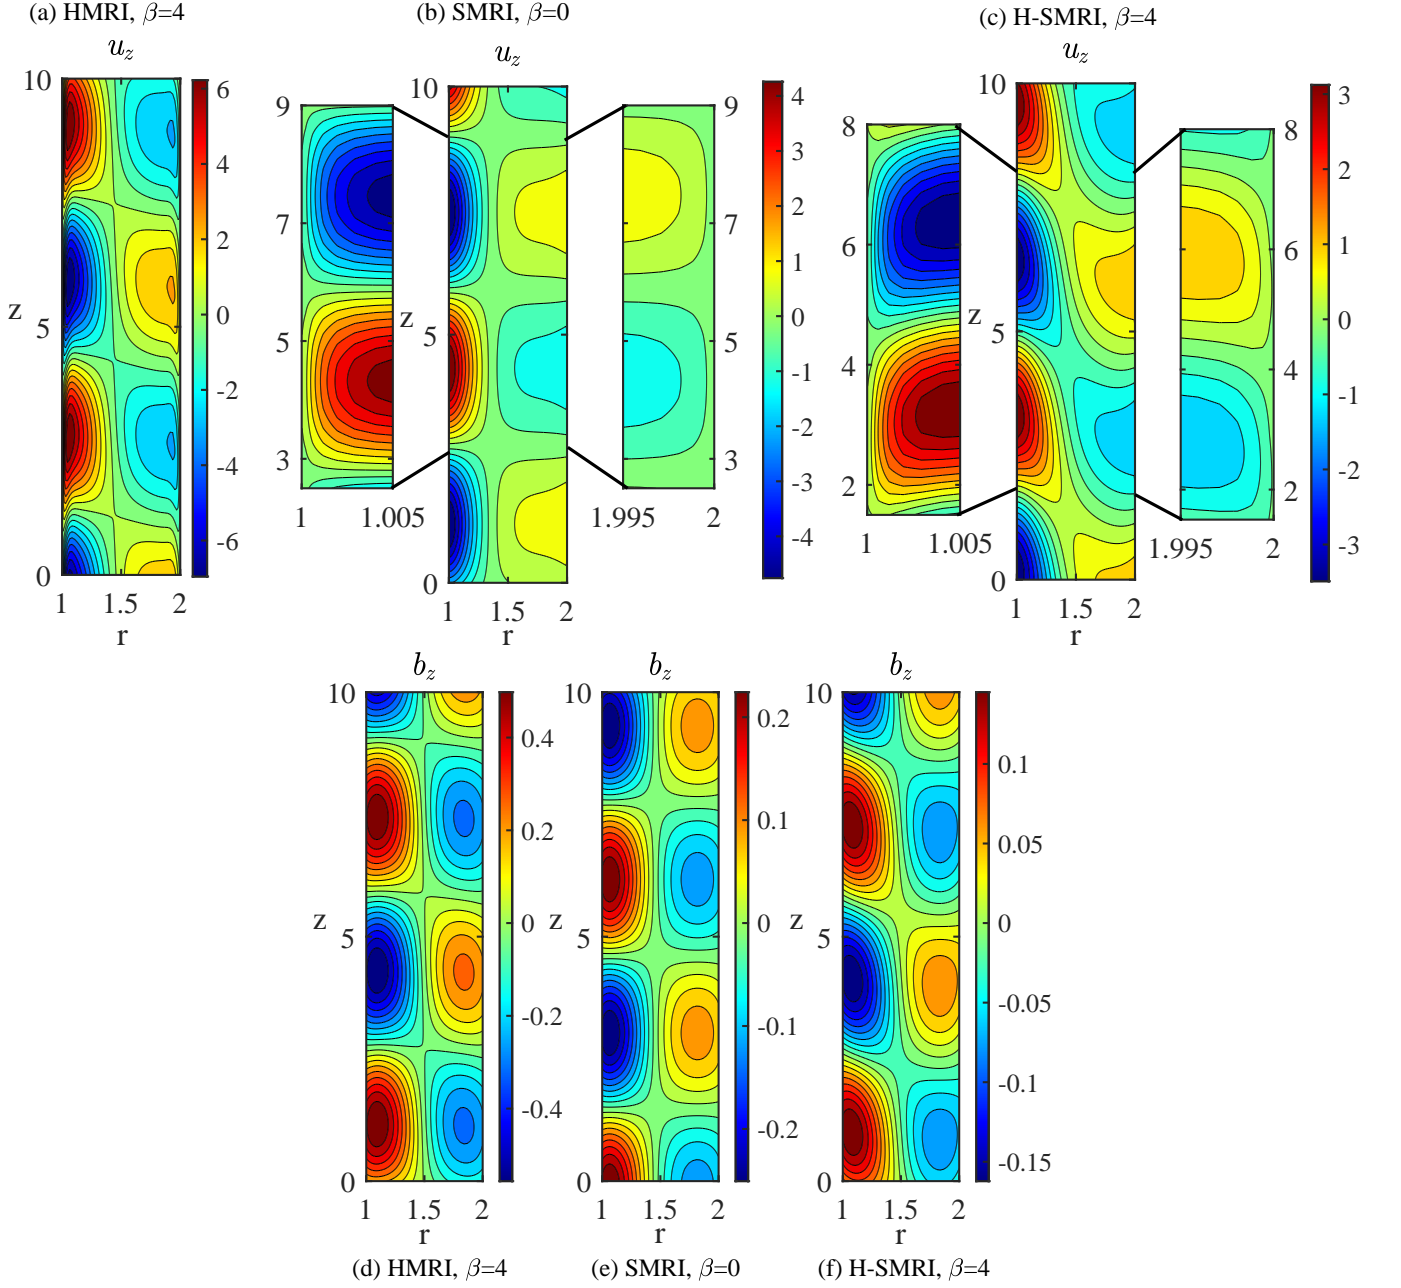 (a) HMRI, β=4
(b) SMRI, β=0
(c) H-SMRI, β=4
u_z
u_z
u_z
10
5
0
z
1 1.5 2
r
6
4
2
0
-2
-4
-6
9
7
5
3
1 1.005
10
5
0
z
1 1.5 2
r
9
7
5
3
1.995 2
4
3
2
1
0
-1
-2
-3
-4
8
6
4
2
1 1.005
10
5
0
z
1 1.5 2
r
8
6
4
2
1.995 2
3
2
1
0
-1
-2
-3
b_z
b_z
b_z
10
5
0
z
1 1.5 2
r
0.4
0.2
0
-0.2
-0.4
10
5
0
z
1 1.5 2
r
0.2
0.1
0
-0.1
-0.2
10
5
0
z
1 1.5 2
r
0.1
0.05
0
-0.05
-0.1
-0.15
(d) HMRI, β=4
(e) SMRI, β=0
(f) H-SMRI, β=4